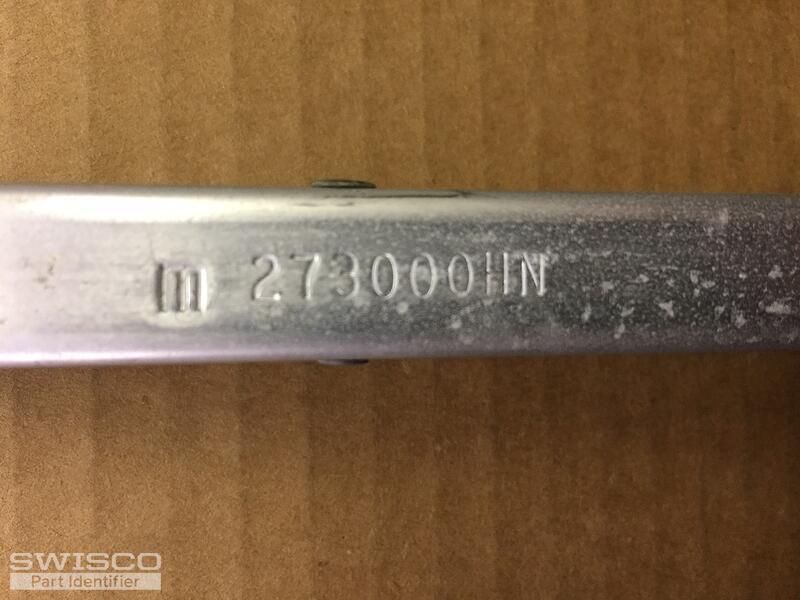 m 273000HN
SWISCO
Part Identifier